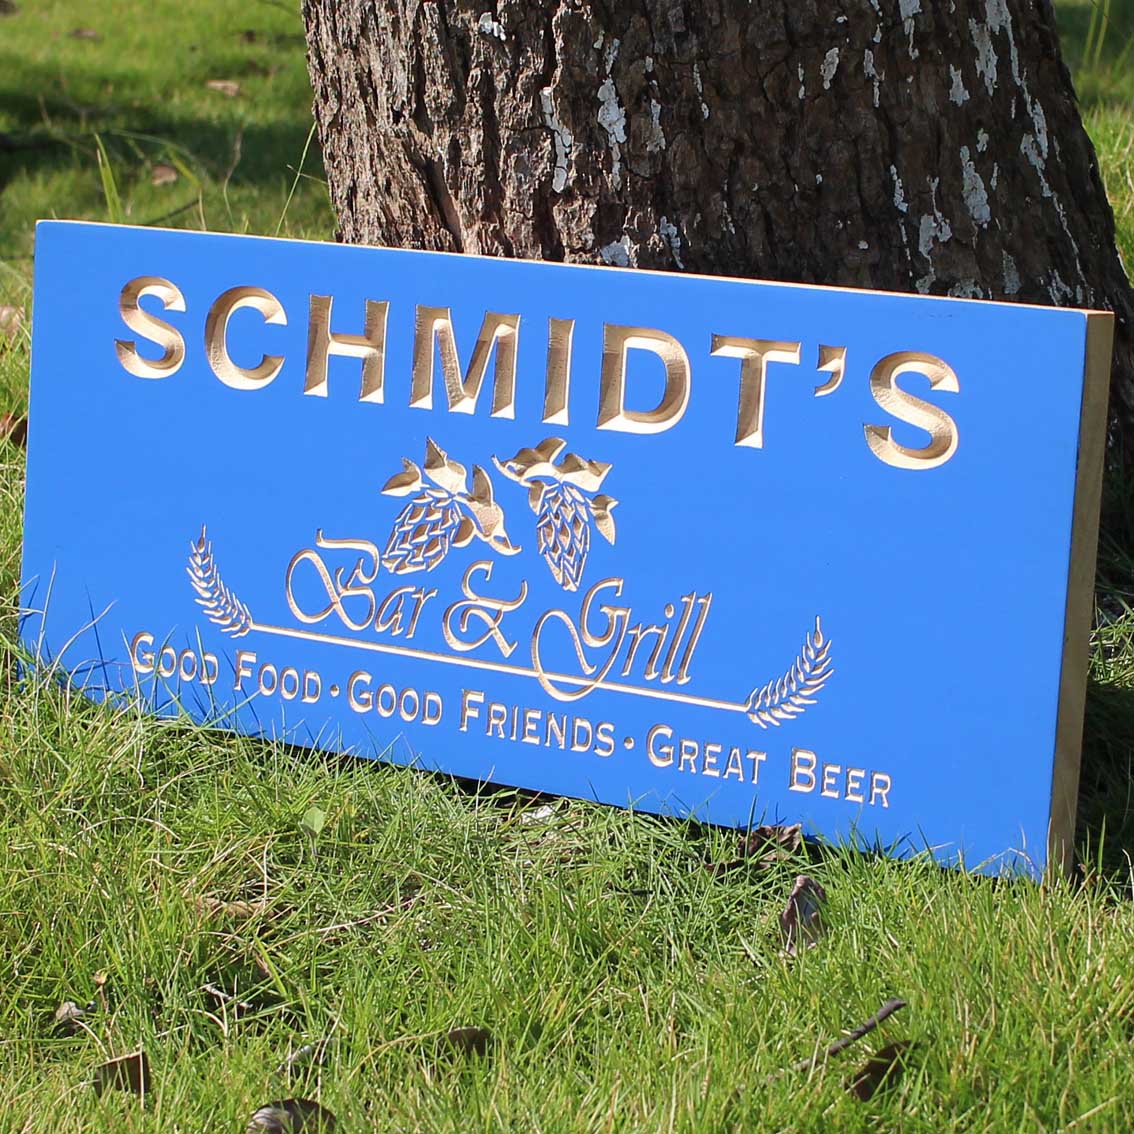 SCHMIDT'S
Bar & Grill
GOOD FOOD · GOOD FRIENDS · GREAT BEER